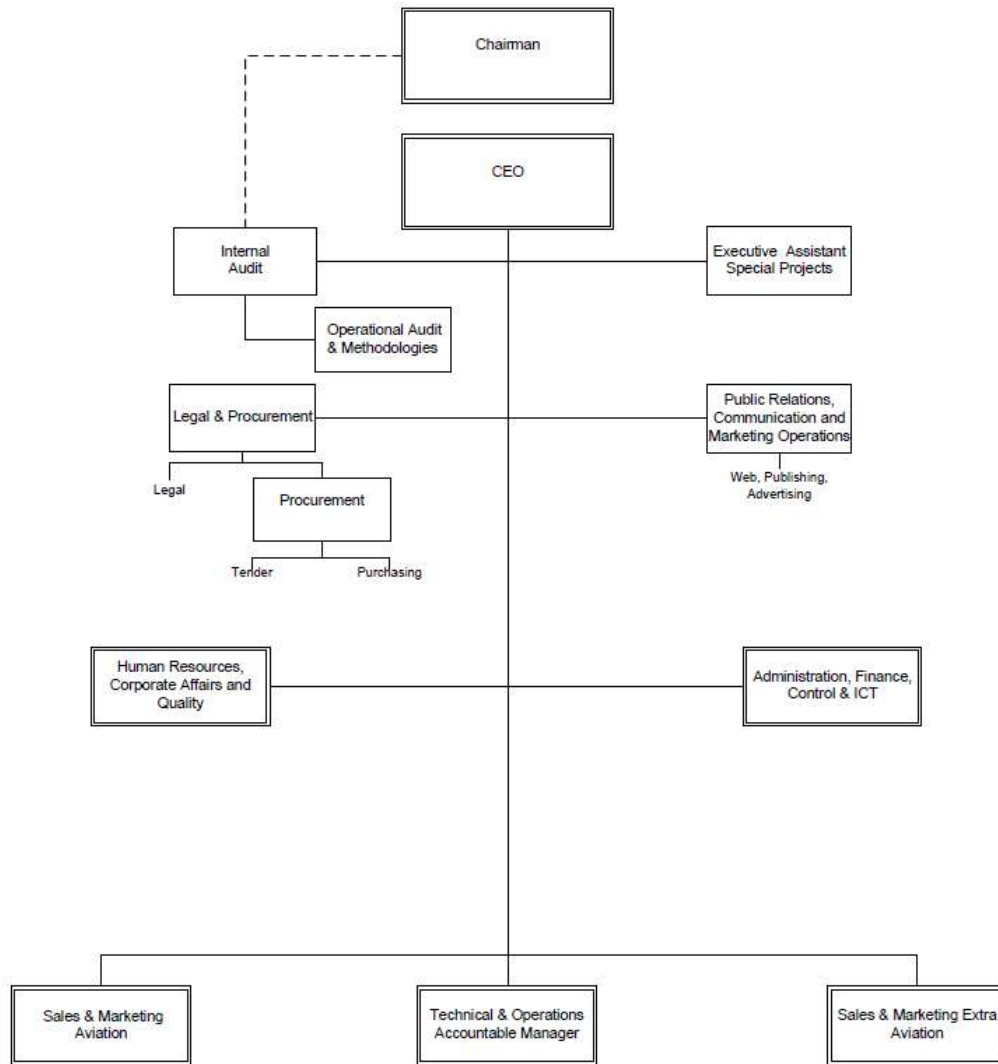 Chairman
CEO
Internal
Audit
Executive Assistant
Special Projects
Operational Audit
& Methodologies
Legal & Procurement
Public Relations,
Communication and
Marketing Operations
Legal
Procurement
Web, Publishing,
Advertising
Tender
Purchasing
Human Resources,
Corporate Affairs and
Quality
Administration, Finance,
Control & ICT
Sales & Marketing
Aviation
Technical & Operations
Accountable Manager
Sales & Marketing Extra
Aviation